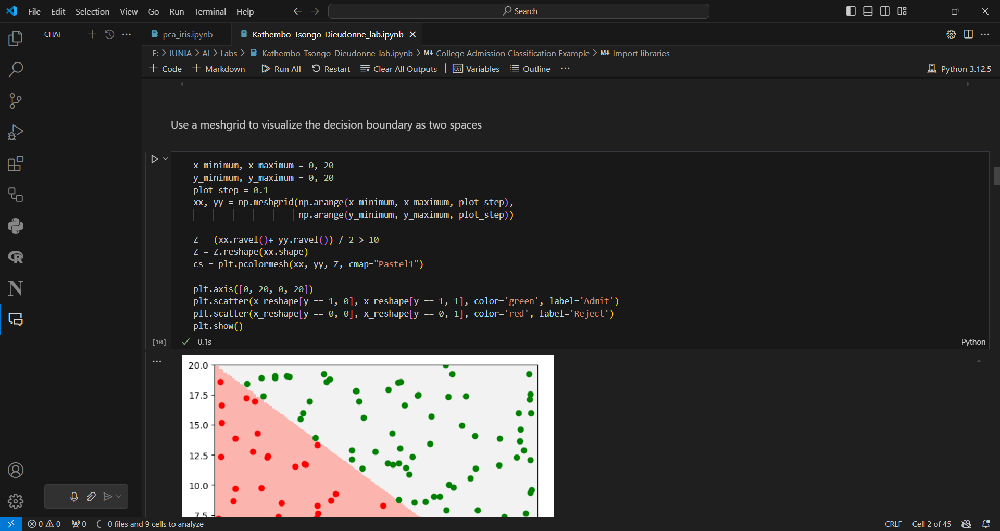 File Edit Selection View Go Run Terminal Help
Search
CHAT
pca_iris.ipynb
Kathembo-Tsongo-Dieudonne_lab.ipynb
E: > JUNIA > AI > Labs > Kathembo-Tsongo-Dieudonne_lab.ipynb > M↓ College Admission Classification Example > M↓ Import libraries
+ Code + Markdown Run All Restart Clear All Outputs Variables Outline ...
Python 3.12.5
Use a meshgrid to visualize the decision boundary as two spaces
x_minimum, x_maximum = 0, 20
y_minimum, y_maximum = 0, 20
plot_step = 0.1
xx, yy = np.meshgrid(np.arange(x_minimum, x_maximum, plot_step),
np.arange(y_minimum, y_maximum, plot_step))
Z = (xx.ravel()+ yy.ravel()) / 2 > 10
Z = Z.reshape(xx.shape)
cs = plt.pcolormesh(xx, yy, Z, cmap="Pastel1")
plt.axis([0, 20, 0, 20])
plt.scatter(x_reshape[y == 1, 0], x_reshape[y == 1, 1], color='green', label='Admit')
plt.scatter(x_reshape[y == 0, 0], x_reshape[y == 0, 1], color='red', label='Reject')
plt.show()
[10]
0.1s
Python
20.0
17.5
15.0
12.5
10.0
7.5
0 0
0
0 files and 9 cells to analyze
CRLF
Cell 2 of 45